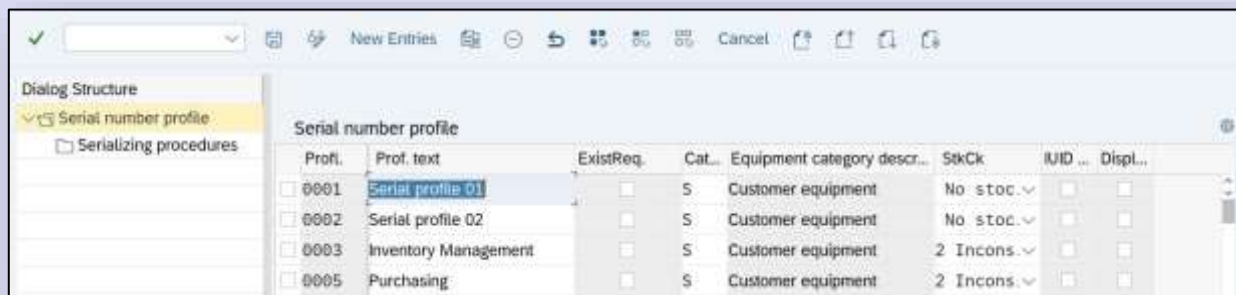 New Entries Cancel
Dialog Structure
Serial number profile
Serializing procedures
Serial number profile
Profl. Prof. text ExistReq. Cat... Equipment category descr... StkCk IUID ... Displ...
0001 Serial profile 01 S Customer equipment No stoc.
0002 Serial profile 02 S Customer equipment No stoc.
0003 Inventory Management S Customer equipment 2 Incons.
0005 Purchasing S Customer equipment 2 Incons.